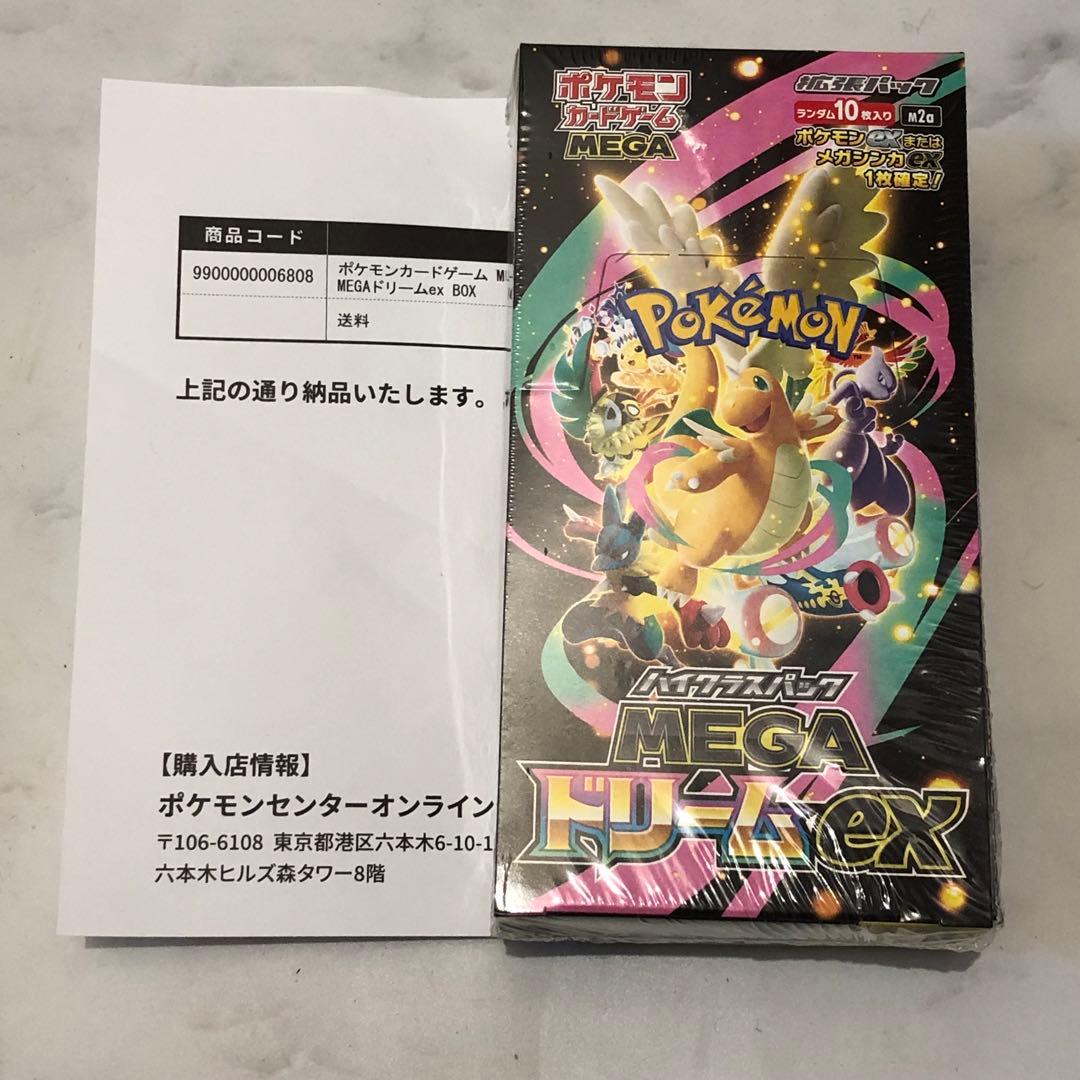 商品コード
9900000006808
ポケモンカードゲーム
MEGAドリームex BOX
送料
上記の通り納品いたします。
【購入店情報】
ポケモンセンターオンライン
〒106-6108 東京都港区六本木6-10-1
六本木ヒルズ森タワー8階
ポケモン
カードゲーム
MEGA
拡張パック
ランダム10枚入り
m2a
ポケモンexまたは
メガシンカex
1枚確定!
POKéMON
TM
ハイクラスパック
MEGA
ドリームex